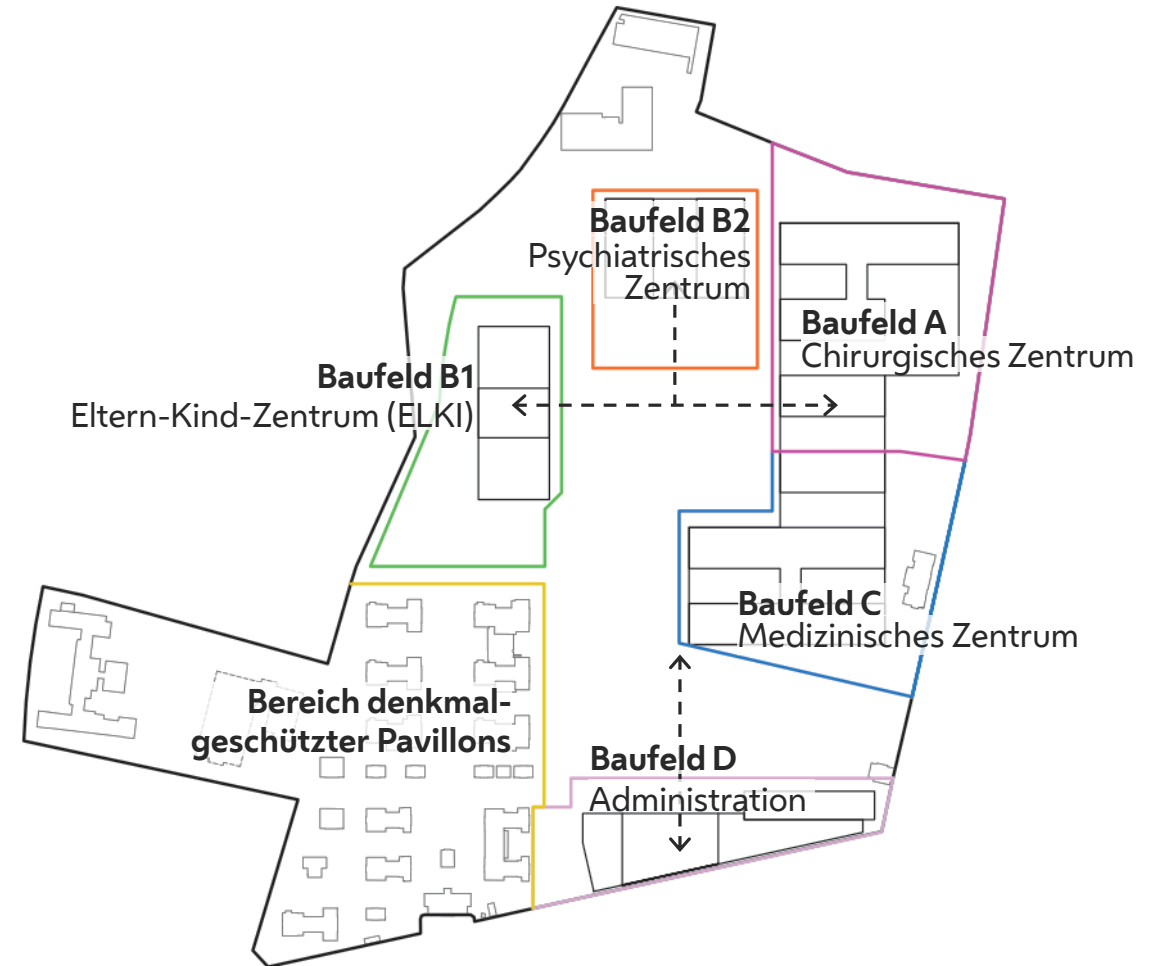 Baufeld B2
Psychiatrisches
Zentrum
Baufeld A
Chirurgisches Zentrum
Baufeld B1
Eltern-Kind-Zentrum (ELKI)
Baufeld C
Medizinisches Zentrum
Bereich denkmal-
geschützter Pavillons
Baufeld D
Administration